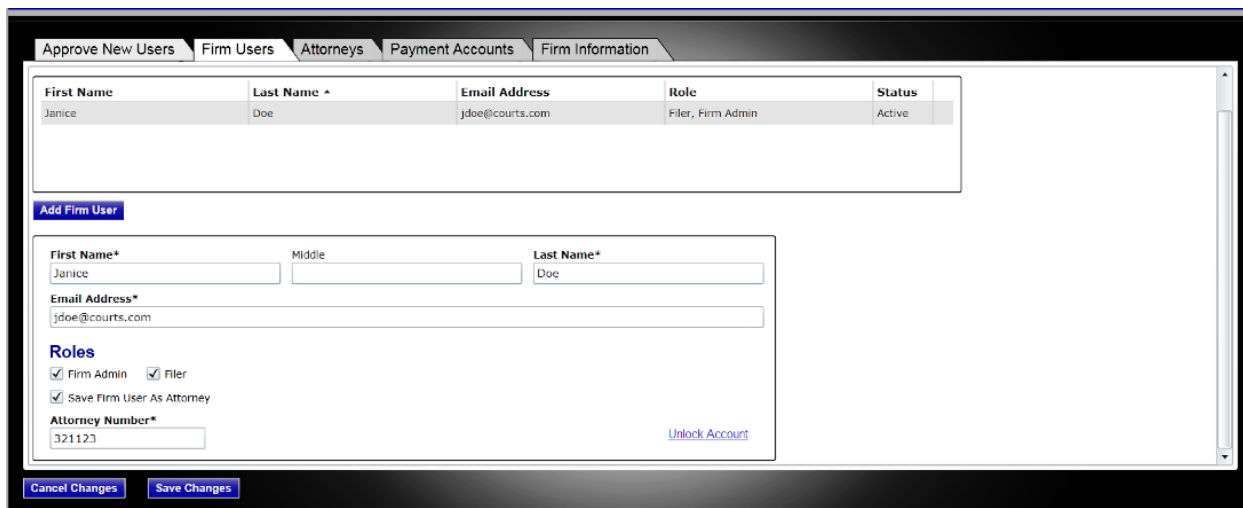 Approve New Users Firm Users Attorneys Payment Accounts Firm Information
First Name Last Name Email Address Role Status
Janice Doe jdoe@courts.com Filer, Firm Admin Active
Add Firm User
First Name* Middle Last Name*
Janice Doe
Email Address*
jdoe@courts.com
Roles
Firm Admin Filer
Save Firm User As Attorney
Attorney Number*
321123 Unlock Account
Cancel Changes Save Changes